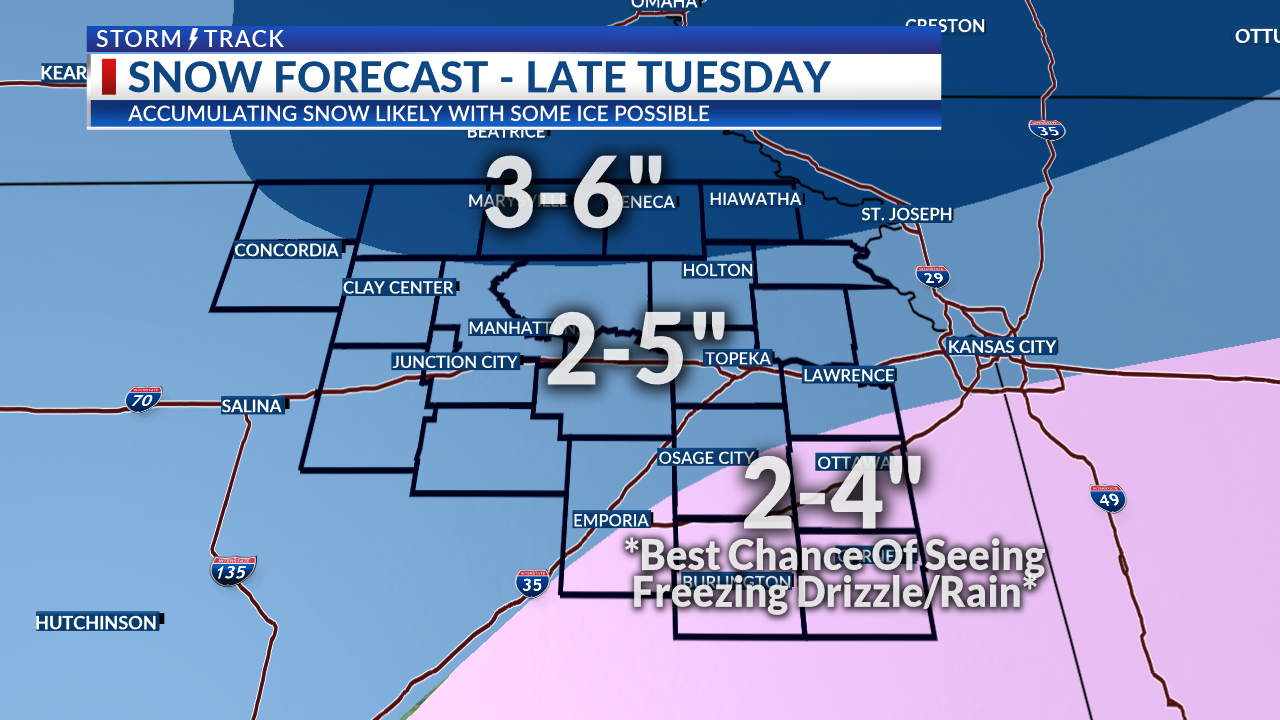 OMAHA
CRESTON
STORM TRACK
KEAR
SNOW FORECAST - LATE TUESDAY
ACCUMULATING SNOW LIKELY WITH SOME ICE POSSIBLE
BEATRICE
35
3-6"
MARYSVILLE
SENECA
HIAWATHA
ST. JOSEPH
CONCORDIA
HOLTON
29
CLAY CENTER
MANHATTAN
2-5"
KANSAS CITY
JUNCTION CITY
TOPEKA
LAWRENCE
70
SALINA
OSAGE CITY
OTTAWA
2-4"
49
EMPORIA
*Best Chance Of Seeing
135
35
BURLINGTON
Freezing Drizzle/Rain*
HUTCHINSON